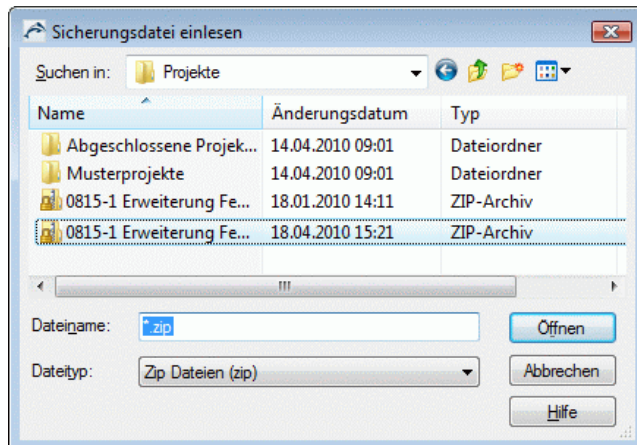 Sicherungsdatei einlesen
Suchen in: Projekte
Name Änderungsdatum Typ
Abgeschlossene Projek... 14.04.2010 09:01 Dateiordner
Musterprojekte 14.04.2010 09:01 Dateiordner
0815-1 Erweiterung Fe... 18.01.2010 14:11 ZIP-Archiv
0815-1 Erweiterung Fe... 18.04.2010 15:21 ZIP-Archiv
Dateiname: *.zip Öffnen
Dateityp: Zip Dateien (zip) Abbrechen
Hilfe